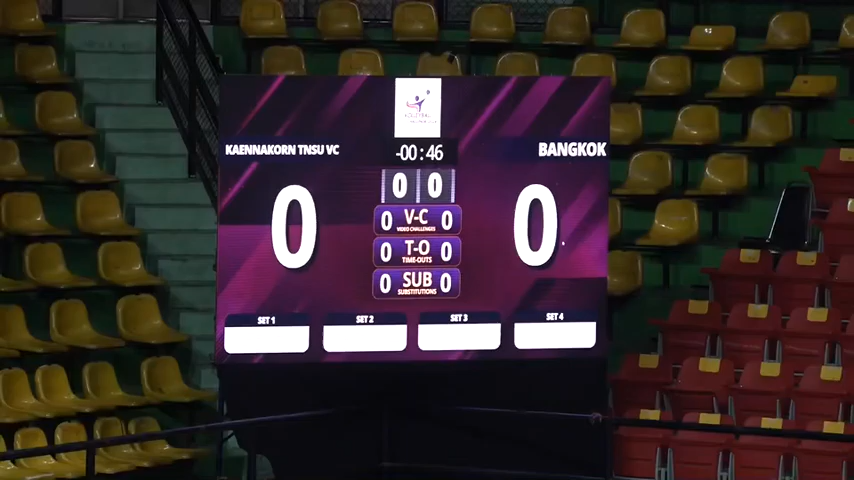 VOLLEYBALL
KAENNAKORN TNSU VC
-00:46
BANGKOK
0 0
0
0
0 V-C 0
VIDEO CHALLENGES
0 T-O 0
TIME-OUTS
0 SUB 0
SUBSTITUTIONS
SET 1
SET 2
SET 3
SET 4